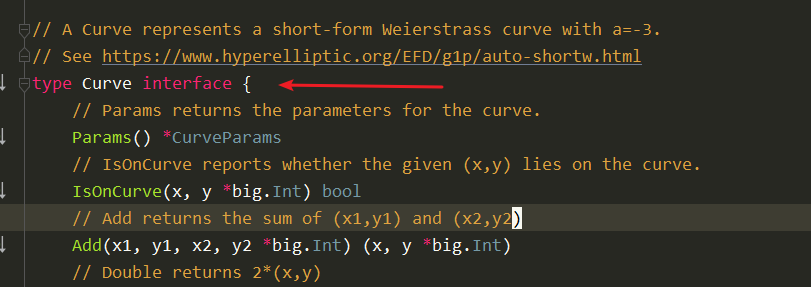 // A Curve represents a short-form Weierstrass curve with a=-3.
// See https://www.hyperelliptic.org/EFD/g1p/auto-shortw.html
type Curve interface {
// Params returns the parameters for the curve.
Params() *CurveParams
// IsOnCurve reports whether the given (x,y) lies on the curve.
IsOnCurve(x, y *big.Int) bool
// Add returns the sum of (x1,y1) and (x2,y2)
Add(x1, y1, x2, y2 *big.Int) (x, y *big.Int)
// Double returns 2*(x,y)